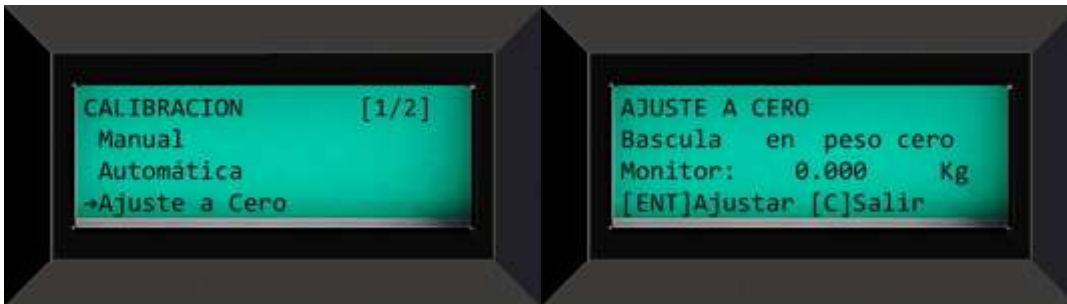 CALIBRACION [1/2]
Manual
Automática
→Ajuste a Cero
AJUSTE A CERO
Bascula en peso cero
Monitor: 0.000 Kg
[ENT]Ajustar [C]Salir